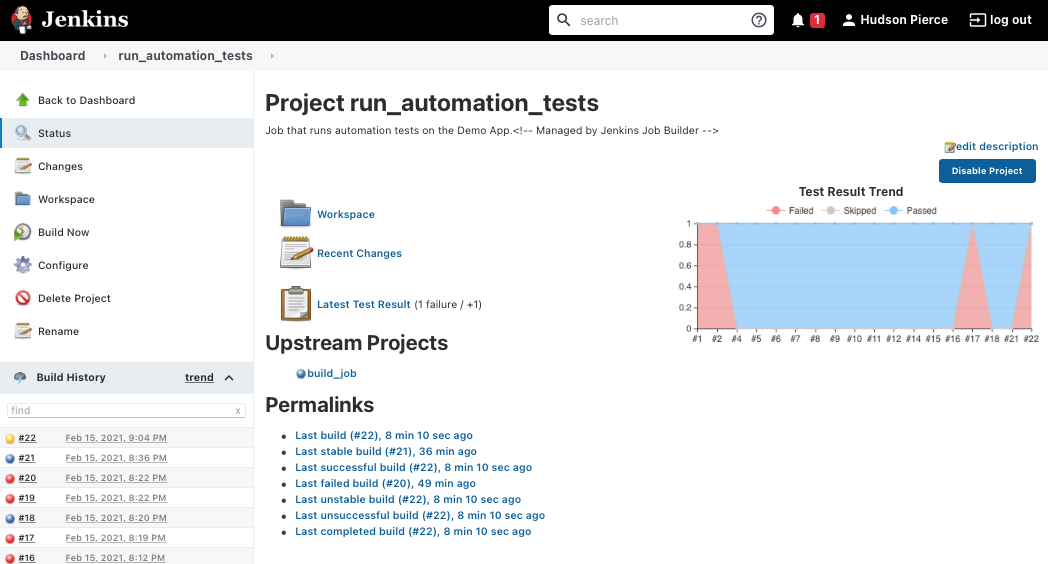 Jenkins
search
1
Hudson Pierce
log out
Dashboard
run_automation_tests
Back to Dashboard
Status
Changes
Workspace
Build Now
Configure
Delete Project
Rename
Build History
trend
find
x
#22 Feb 15, 2021, 9:04 PM
#21 Feb 15, 2021, 8:36 PM
#20 Feb 15, 2021, 8:22 PM
#19 Feb 15, 2021, 8:22 PM
#18 Feb 15, 2021, 8:20 PM
#17 Feb 15, 2021, 8:19 PM
#16 Feb 15, 2021, 8:12 PM
Project run_automation_tests
Job that runs automation tests on the Demo App.<!-- Managed by Jenkins Job Builder -->
edit description
Disable Project
Workspace
Recent Changes
Latest Test Result (1 failure / +1)
Test Result Trend
Failed Skipped Passed
1
0.8
0.6
0.4
0.2
0
#1 #2 #4 #5 #6 #7 #8 #9 #11 #12 #14 #15 #16 #17 #18 #21 #22
Upstream Projects
build_job
Permalinks
Last build (#22), 8 min 10 sec ago
Last stable build (#21), 36 min ago
Last successful build (#22), 8 min 10 sec ago
Last failed build (#20), 49 min ago
Last unstable build (#22), 8 min 10 sec ago
Last unsuccessful build (#22), 8 min 10 sec ago
Last completed build (#22), 8 min 10 sec ago